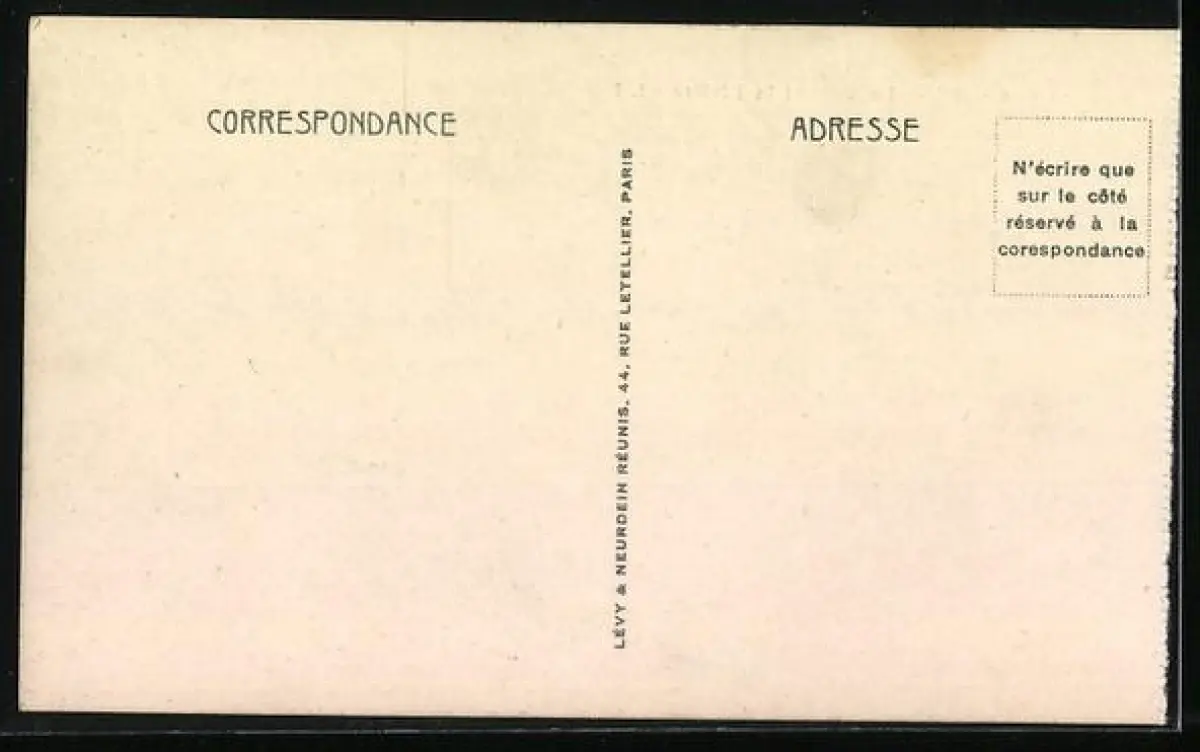 CORRESPONDANCE
ADRESSE
N'écrire que
sur le côté
réservé à la
corespondance
LÉVY & NEURDEIN RÉUNIS, 44, RUE LETELLIER, PARIS